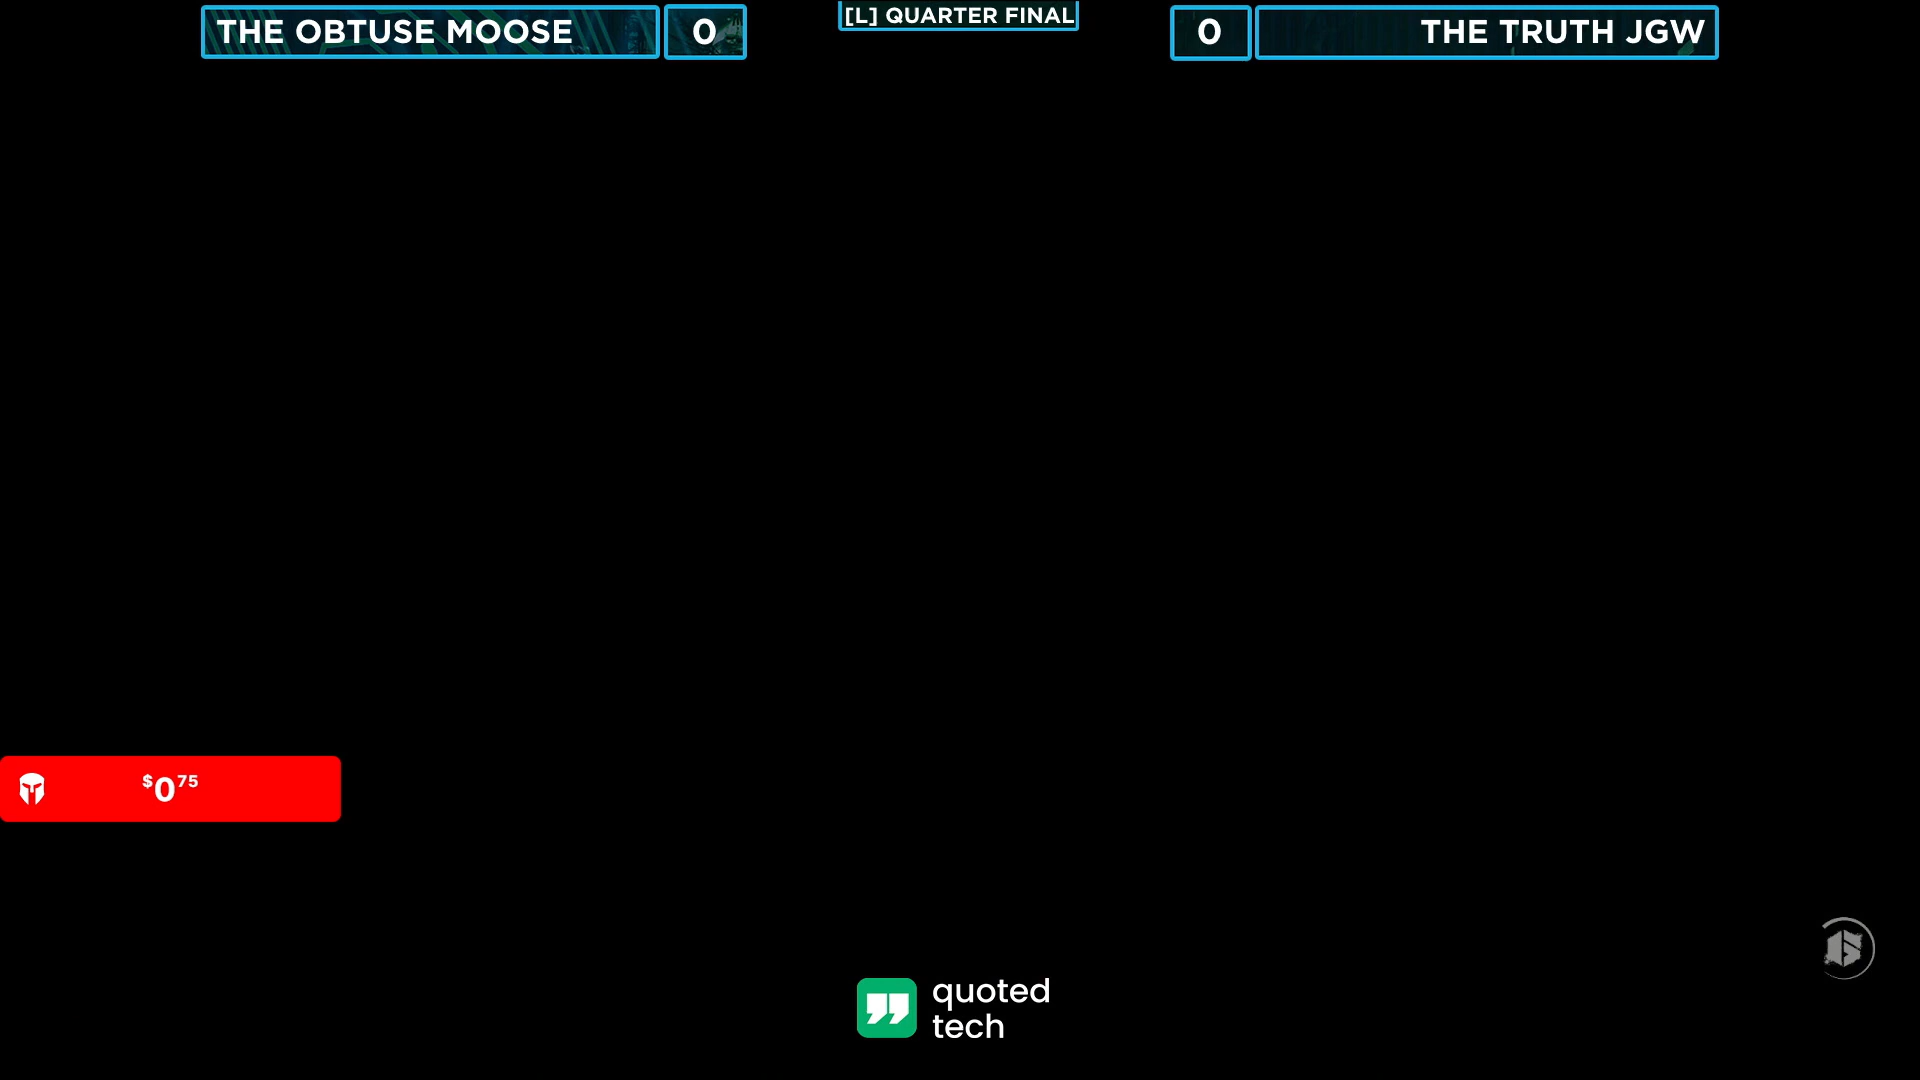 THE OBTUSE MOOSE 0 [L] QUARTER FINAL 0 THE TRUTH JGW
$0 75
quoted
tech